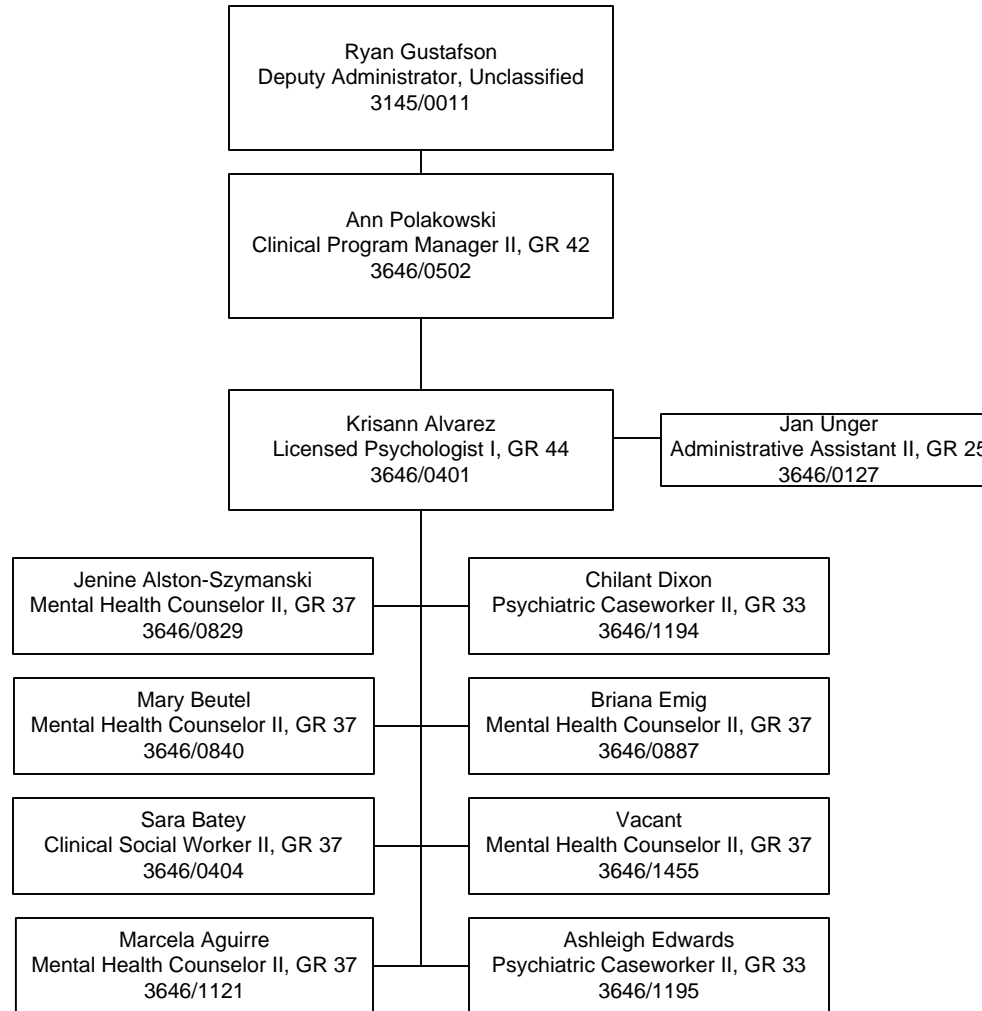 Ryan Gustafson
Deputy Administrator, Unclassified
3145/0011
Ann Polakowski
Clinical Program Manager II, GR 42
3646/0502
Krisann Alvarez
Licensed Psychologist I, GR 44
3646/0401
Jan Unger
Administrative Assistant II, GR 25
3646/0127
Jenine Alston-Szymanski
Mental Health Counselor II, GR 37
3646/0829
Chilant Dixon
Psychiatric Caseworker II, GR 33
3646/1194
Mary Beutel
Mental Health Counselor II, GR 37
3646/0840
Briana Emig
Mental Health Counselor II, GR 37
3646/0887
Sara Batey
Clinical Social Worker II, GR 37
3646/0404
Vacant
Mental Health Counselor II, GR 37
3646/1455
Marcela Aguirre
Mental Health Counselor II, GR 37
3646/1121
Ashleigh Edwards
Psychiatric Caseworker II, GR 33
3646/1195